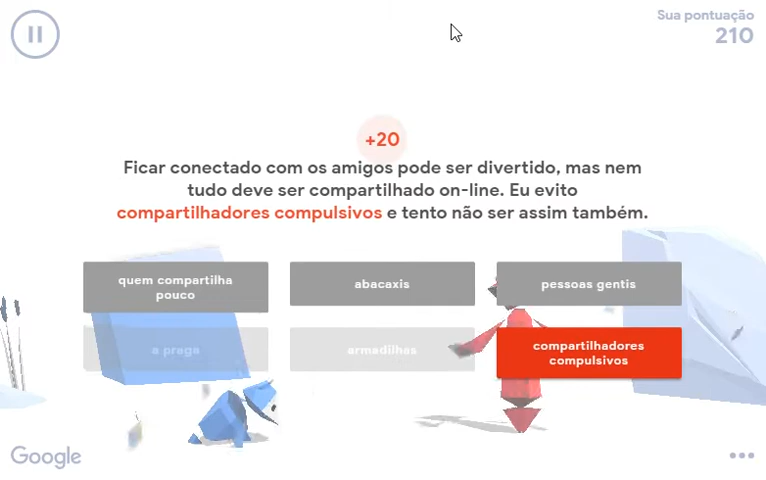 Sua pontuação
210
+20
Ficar conectado com os amigos pode ser divertido, mas nem
tudo deve ser compartilhado on-line. Eu evito
compartilhadores compulsivos e tento não ser assim também.
quem compartilha
pouco
abacaxis
pessoas gentis
a praga
armadilhas
compartilhadores
compulsivos
Google